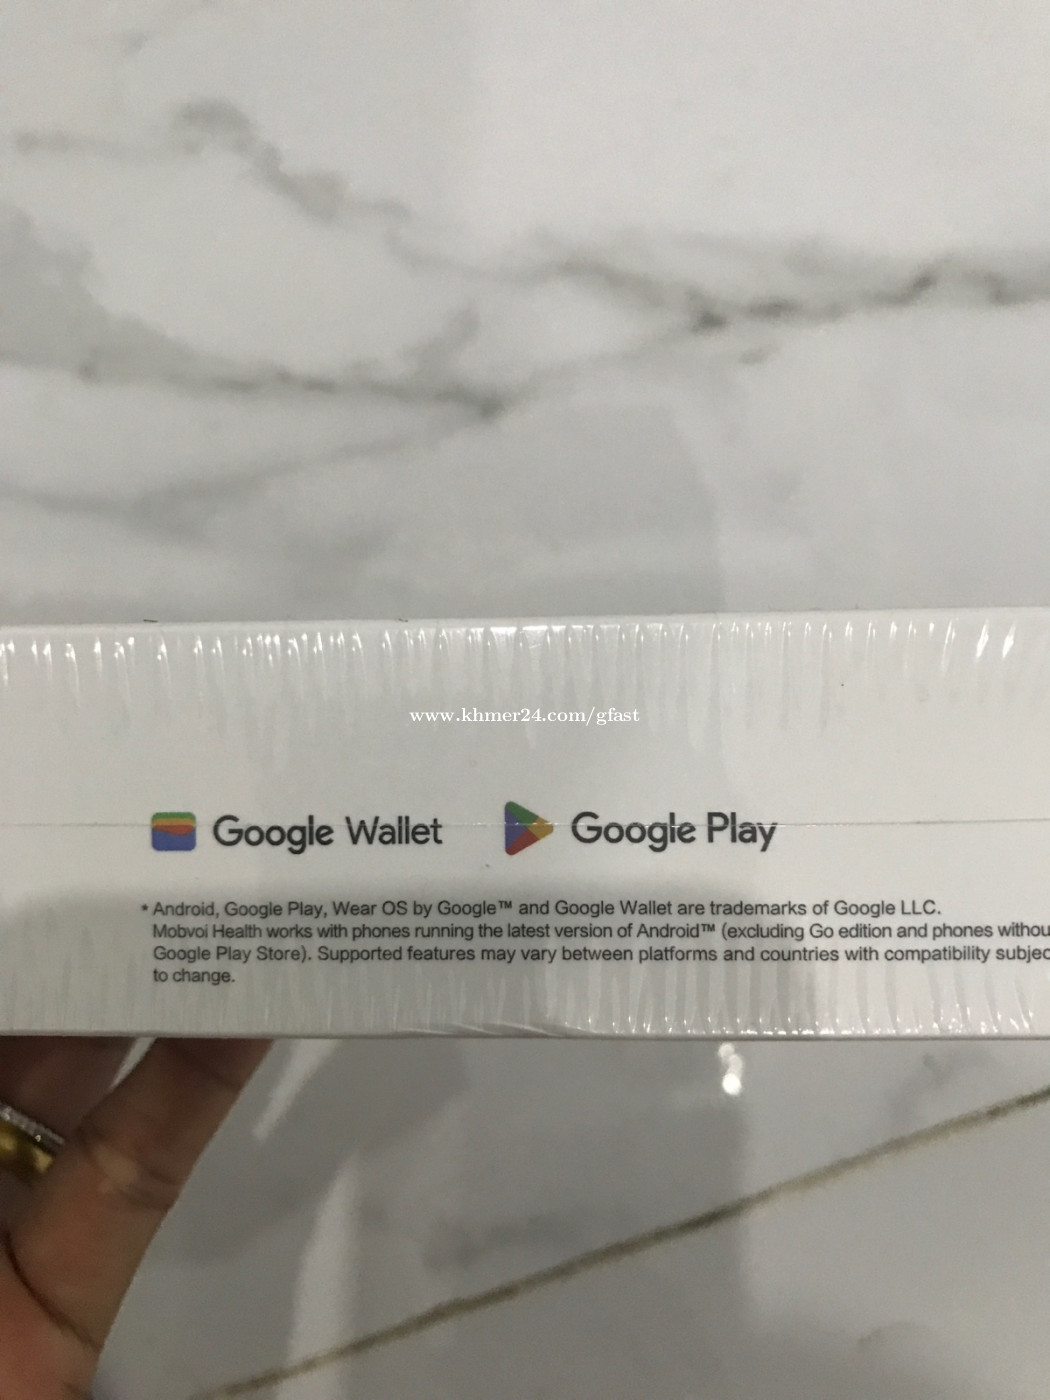 www.khmer24.com/gfast
Google Wallet Google Play
* Android, Google Play, Wear OS by Google™ and Google Wallet are trademarks of Google LLC.
Mobvoi Health works with phones running the latest version of Android™ (excluding Go edition and phones withou
Google Play Store). Supported features may vary between platforms and countries with compatibility subjec
to change.